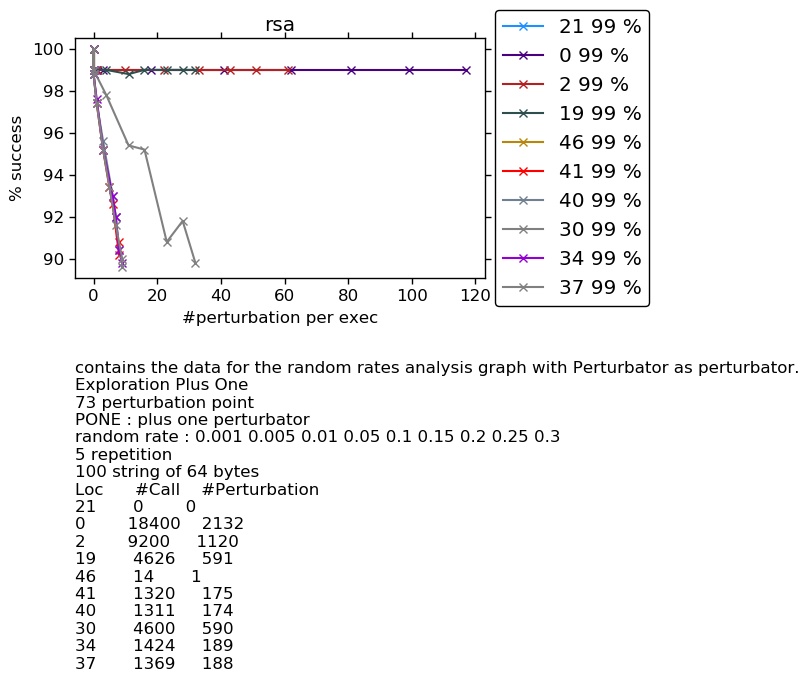 rsa
100
98
96
94
92
90
% success
0 20 40 60 80 100 120
#perturbation per exec
21 99 %
0 99 %
2 99 %
19 99 %
46 99 %
41 99 %
40 99 %
30 99 %
34 99 %
37 99 %
contains the data for the random rates analysis graph with Perturbator as perturbator.
Exploration Plus One
73 perturbation point
PONE : plus one perturbator
random rate : 0.001 0.005 0.01 0.05 0.1 0.15 0.2 0.25 0.3
5 repetition
100 string of 64 bytes
Loc #Call #Perturbation
21 0 0
0 18400 2132
2 9200 1120
19 4626 591
46 14 1
41 1320 175
40 1311 174
30 4600 590
34 1424 189
37 1369 188